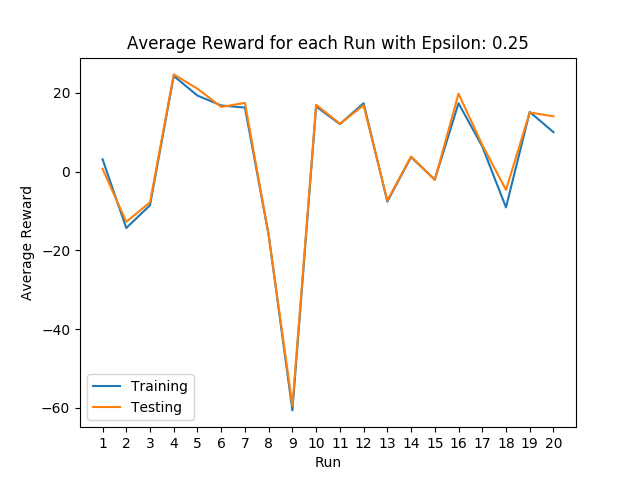 Average Reward for each Run with Epsilon: 0.25
20
0
−20
−40
−60
Average Reward
Training
Testing
1 2 3 4 5 6 7 8 9 10 11 12 13 14 15 16 17 18 19 20
Run